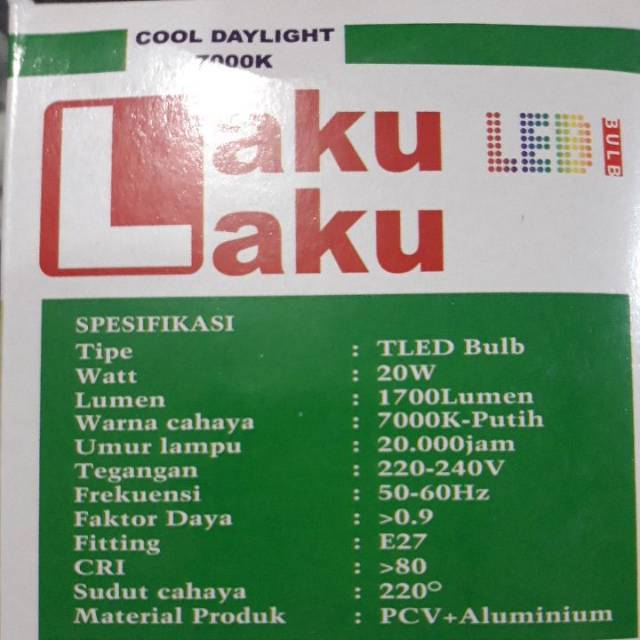 COOL DAYLIGHT
7000K
Laku
Laku
LED
BULB
SPESIFIKASI
Tipe : TLED Bulb
Watt : 20W
Lumen : 1700Lumen
Warna cahaya : 7000K-Putih
Umur lampu : 20.000jam
Tegangan : 220-240V
Frekuensi : 50-60Hz
Faktor Daya : >0.9
Fitting : E27
CRI : >80
Sudut cahaya : 220°
Material Produk : PCV+Aluminium